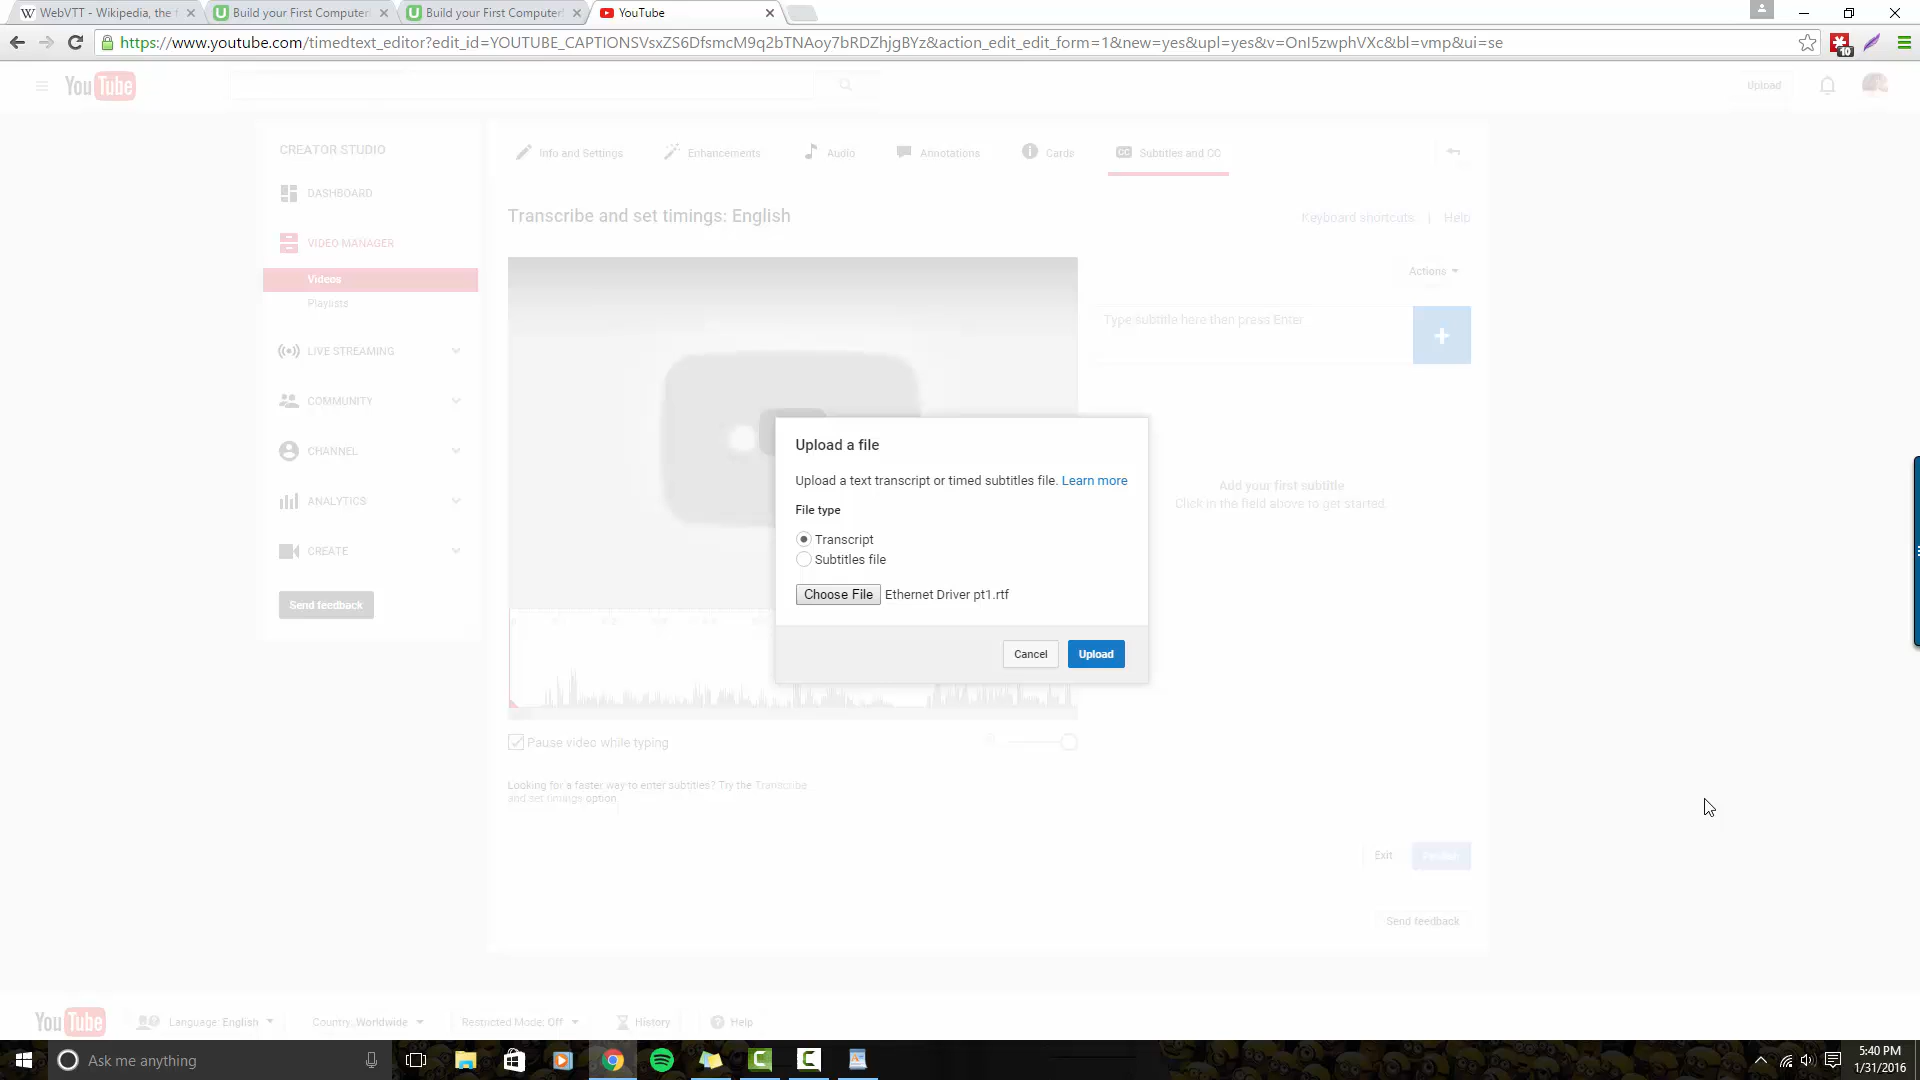 WebVTT - Wikipedia, the f
Build your First Computer
Build your First Computer
YouTube
https://www.youtube.com/timedtext_editor?edit_id=YOUTUBE_CAPTIONSVsxZS6DfsmcM9q2bTNAoy7bRDZhjgBYz&action_edit_edit_form=1&new=yes&upl=yes&v=OnI5zwphVXc&bl=vmp&ui=se
10
YouTube
Upload
CREATOR STUDIO
DASHBOARD
VIDEO MANAGER
Videos
Playlists
LIVE STREAMING
COMMUNITY
CHANNEL
ANALYTICS
CREATE
Send feedback
Info and Settings
Enhancements
Audio
Annotations
Cards
CC Subtitles and CC
Transcribe and set timings: English
Keyboard shortcuts | Help
Actions
Type subtitle here then press Enter
+
Add your first subtitle
Click in the field above to get started.
Upload a file
Upload a text transcript or timed subtitles file. Learn more
File type
Transcript
Subtitles file
Choose File Ethernet Driver pt1.rtf
Cancel
Upload
Pause video while typing
Looking for a faster way to enter subtitles? Try the Transcribe
and set timings option
Exit
Send feedback
YouTube
Language: English
Country: Worldwide
Restricted Mode: Off
History
Help
Ask me anything
5:40 PM
1/31/2016